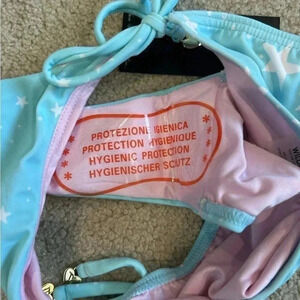 PROTEZIONE IGIENICA
PROTECTION HYGIENIQUE
HYGIENIC PROTECTION
HYGIENISCHER SCUTZ